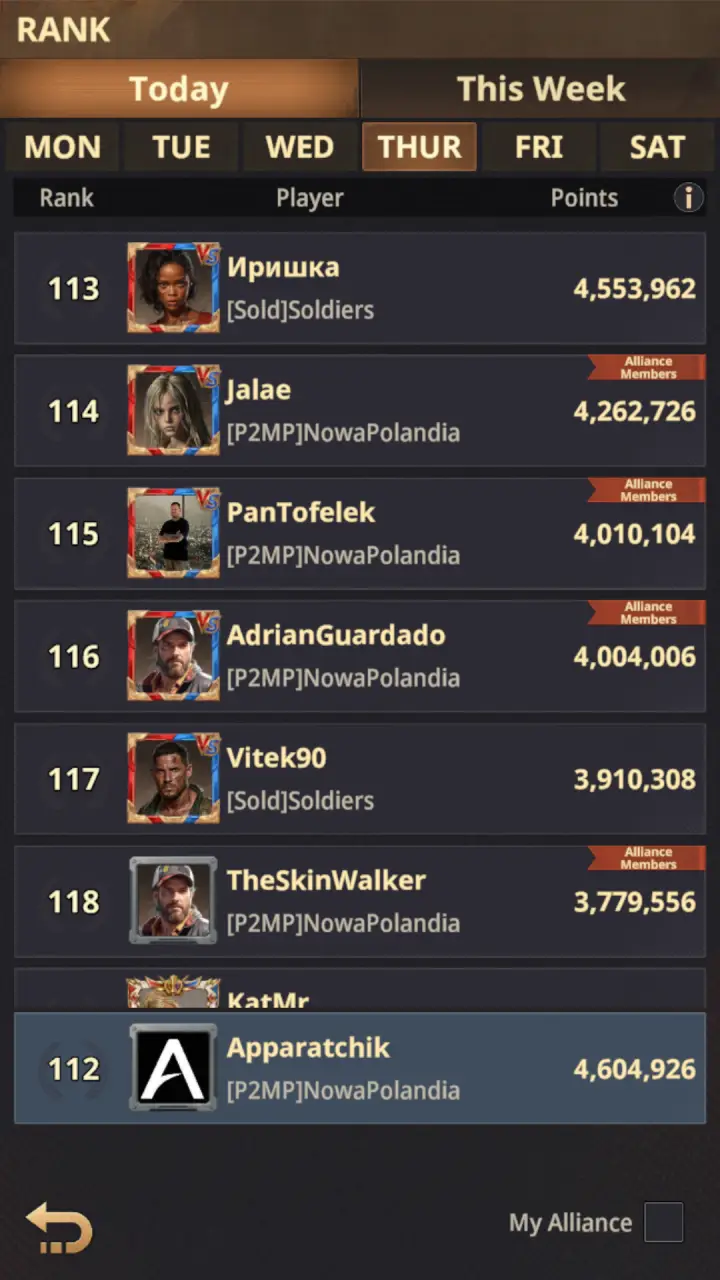 RANK
Today
This Week
MON
TUE
WED
THUR
FRI
SAT
Rank
Player
Points
113
Иришка
[Sold]Soldiers
4,553,962
Alliance
Members
114
Jalae
[P2MP]NowaPolandia
4,262,726
Alliance
Members
115
PanTofelek
[P2MP]NowaPolandia
4,010,104
Alliance
Members
116
AdrianGuardado
[P2MP]NowaPolandia
4,004,006
117
Vitek90
[Sold]Soldiers
3,910,308
Alliance
Members
118
TheSkinWalker
[P2MP]NowaPolandia
3,779,556
KatMr
112
Apparatchik
[P2MP]NowaPolandia
4,604,926
My Alliance